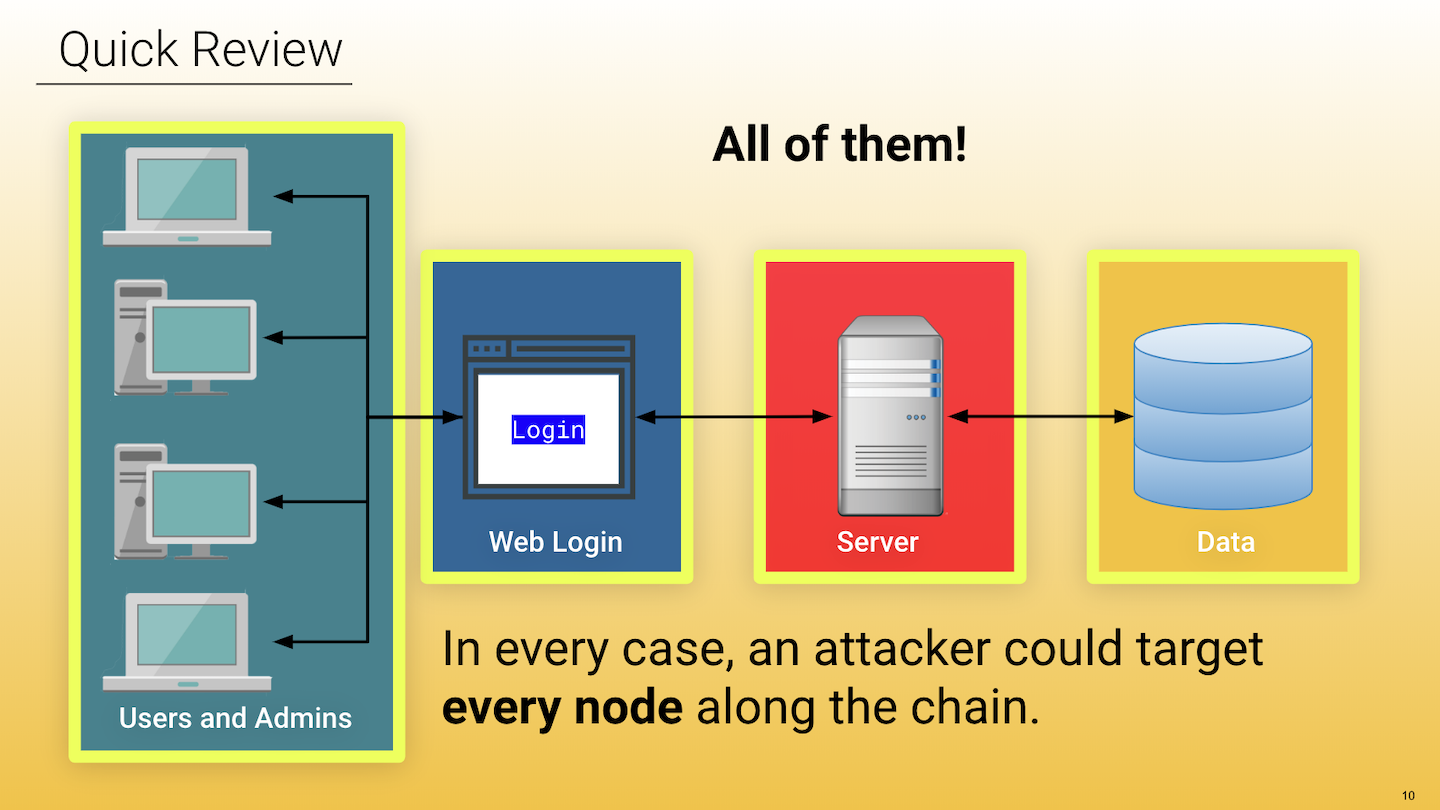 Quick Review
All of them!
Login
Web Login
Server
Data
In every case, an attacker could target
every node along the chain.
Users and Admins
10